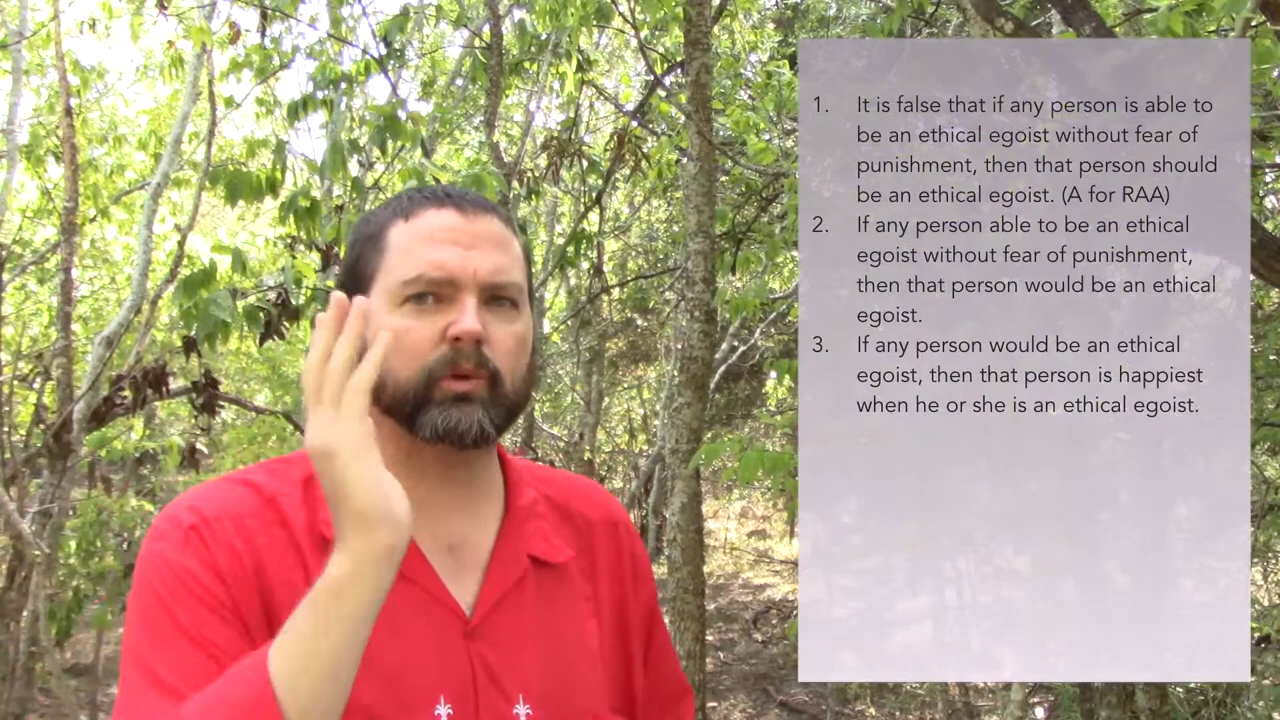 1. It is false that if any person is able to
be an ethical egoist without fear of
punishment, then that person should
be an ethical egoist. (A for RAA)
2. If any person able to be an ethical
egoist without fear of punishment,
then that person would be an ethical
egoist.
3. If any person would be an ethical
egoist, then that person is happiest
when he or she is an ethical egoist.